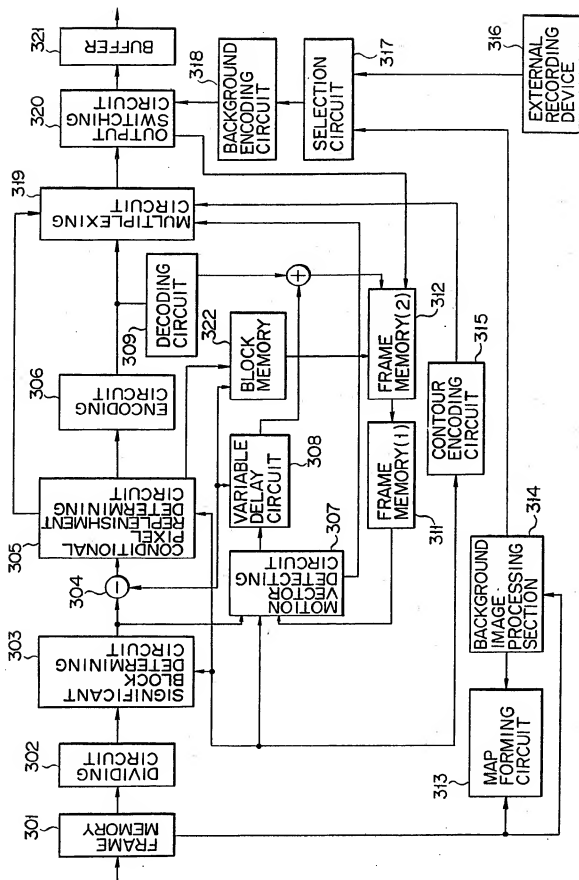 301
FRAME
MEMORY
302
DIVIDING
CIRCUIT
303
SIGNIFICANT
BLOCK
DETERMINING
CIRCUIT
304
−
305
CONDITIONAL
PIXEL
REPLENISHMENT
DETERMINING
CIRCUIT
306
ENCODING
CIRCUIT
319
MULTIPLEXING
CIRCUIT
320
OUTPUT
SWITCHING
CIRCUIT
321
BUFFER
309
DECODING
CIRCUIT
+
322
BLOCK
MEMORY
VARIABLE
DELAY
CIRCUIT
308
307
MOTION
VECTOR
DETECTING
CIRCUIT
FRAME
MEMORY(2)
312
FRAME
MEMORY(1)
311
318
BACKGROUND
ENCODING
CIRCUIT
317
SELECTION
CIRCUIT
316
EXTERNAL
RECORDING
DEVICE
315
CONTOUR
ENCODING
CIRCUIT
314
BACKGROUND
IMAGE
PROCESSING
SECTION
313
MAP
FORMING
CIRCUIT